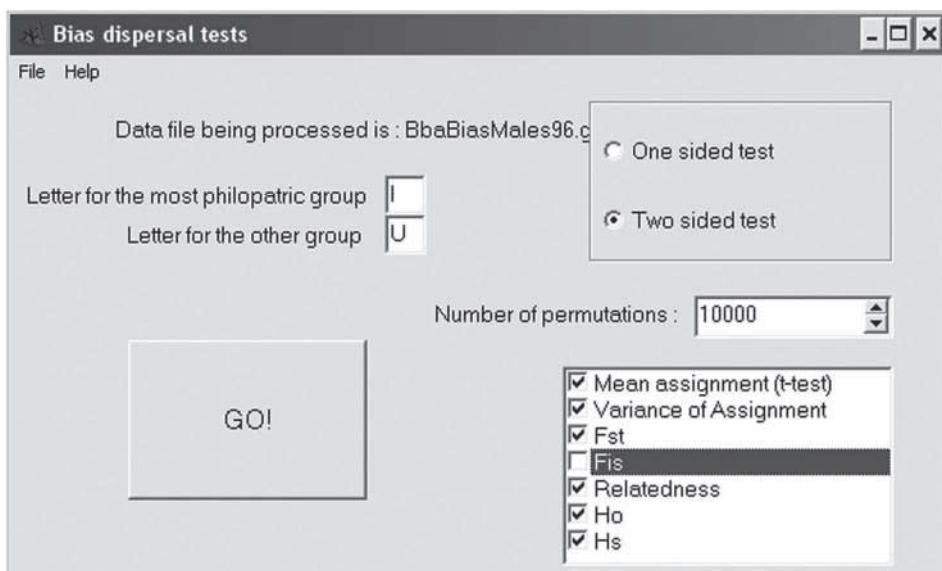 Bias dispersal tests
File Help
Data file being processed is : BbaBiasMales96.g
One sided test
Letter for the most philopatric group I
Letter for the other group U
Two sided test
Number of permutations : 10000
GO!
Mean assignment (t-test)
Variance of Assignment
Fst
Fis
Relatedness
Ho
Hs